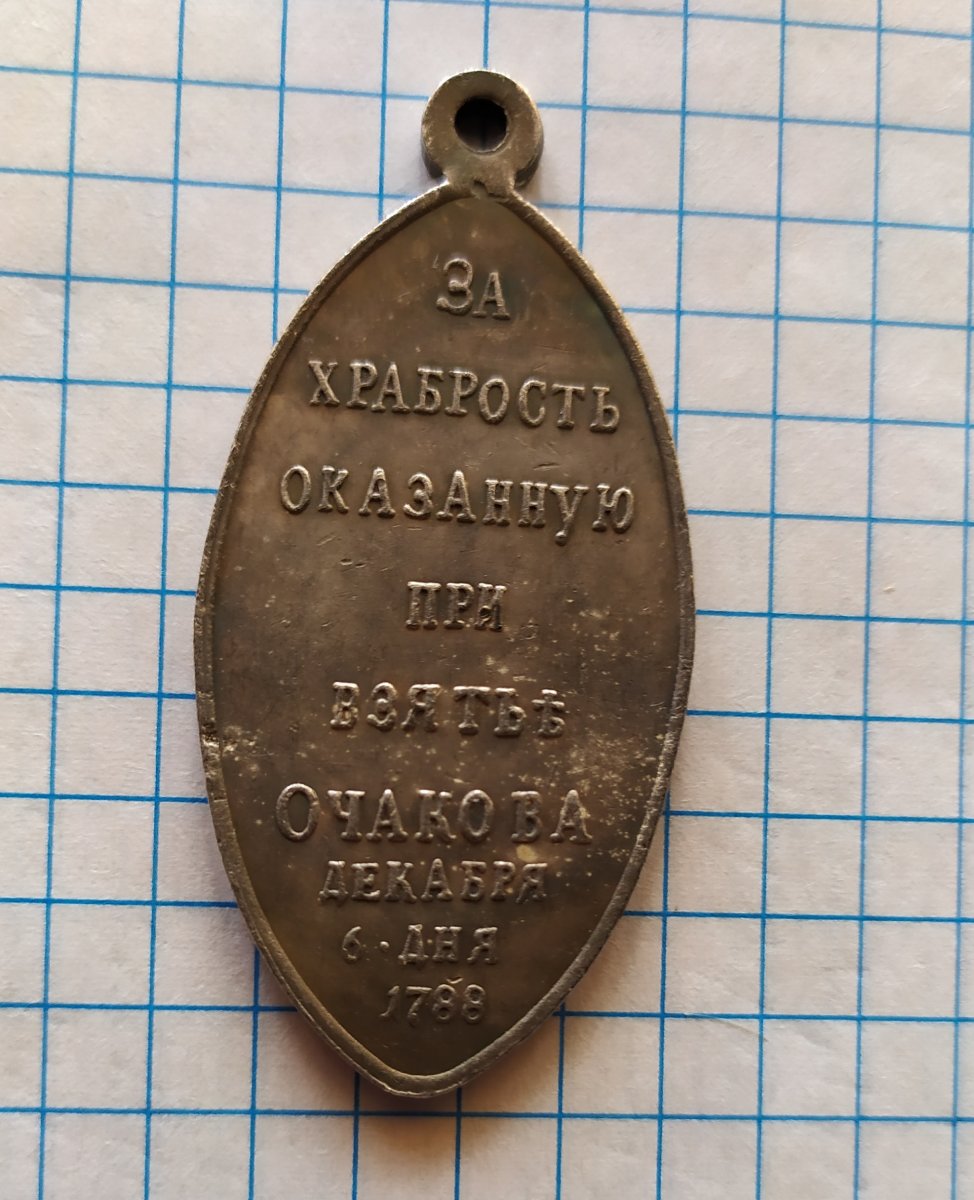 За
ХРАБРОСТЬ
ОКАЗАННУЮ
ПРИ
ВЗЯТЬѢ
ОЧАКОВА
ДЕКАБРЯ
6 · ДНЯ
1788